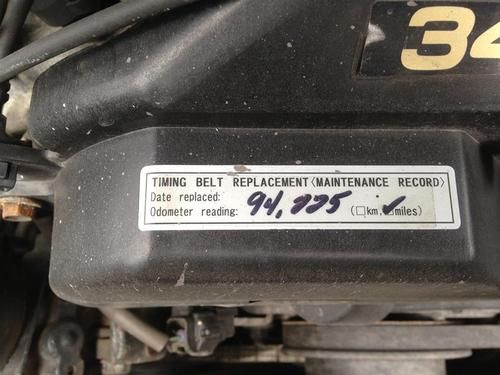 34
TIMING BELT REPLACEMENT〈MAINTENANCE RECORD〉
Date replaced:
Odometer reading: 94,225 (☐km, ☑miles)